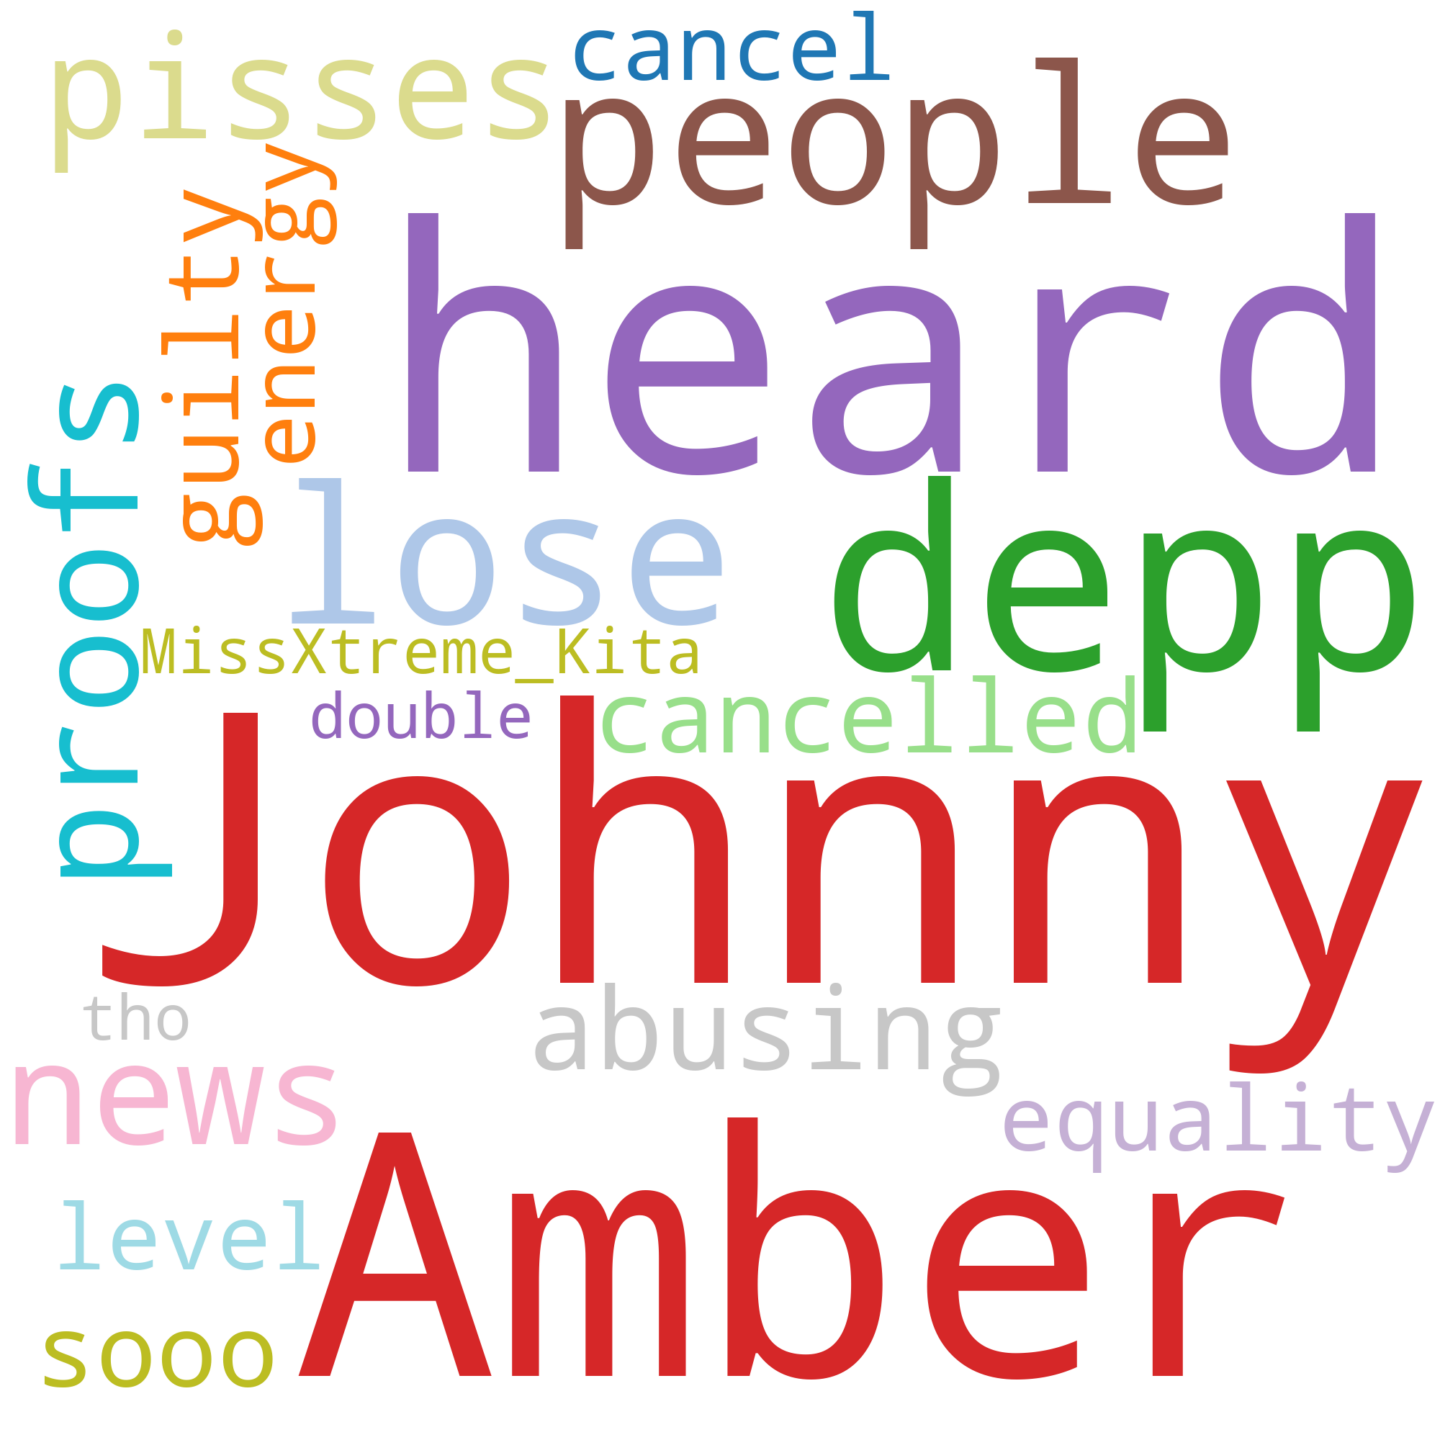 cancel
pisses
people
energy
guilty
heard
proofs
lose
depp
MissXtreme_Kita
cancelled
double
Johnny
tho
abusing
news
equality
Amber
level
sooo